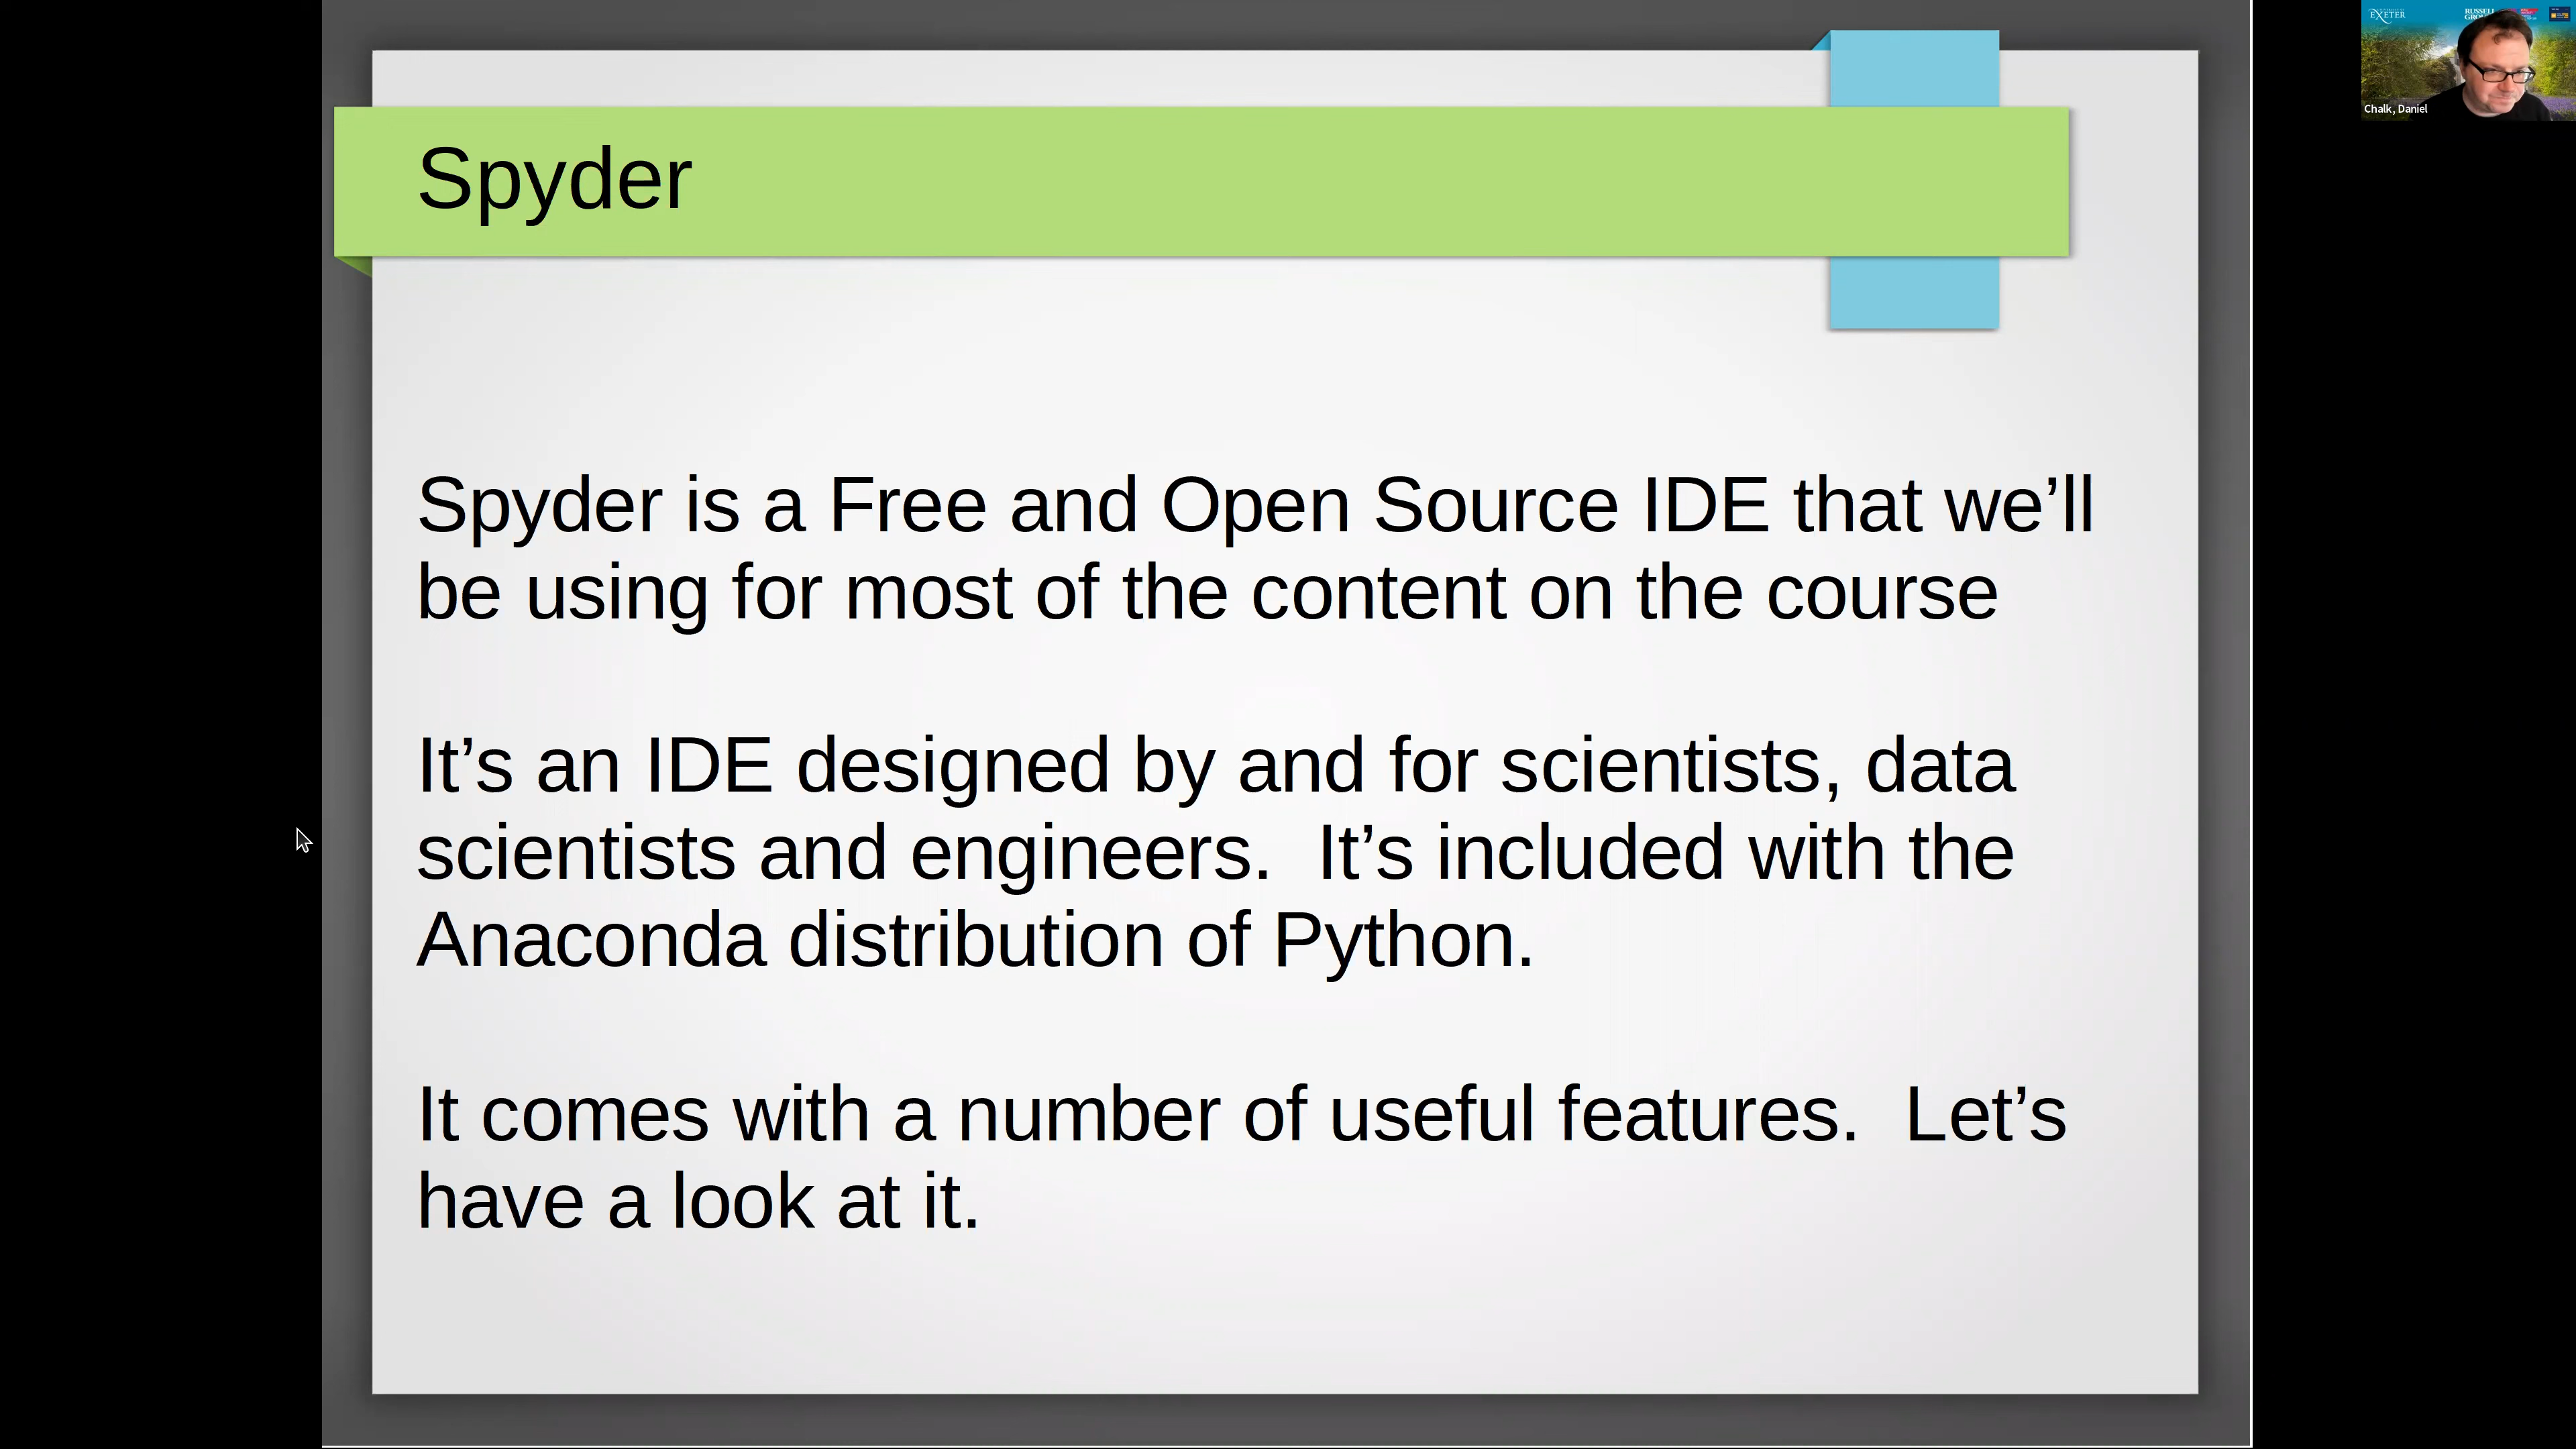 Spyder
Spyder is a Free and Open Source IDE that we’ll
be using for most of the content on the course
It’s an IDE designed by and for scientists, data
scientists and engineers.  It’s included with the
Anaconda distribution of Python.
It comes with a number of useful features.  Let’s
have a look at it.
EXETER
RUSSELL
Chalk, Daniel